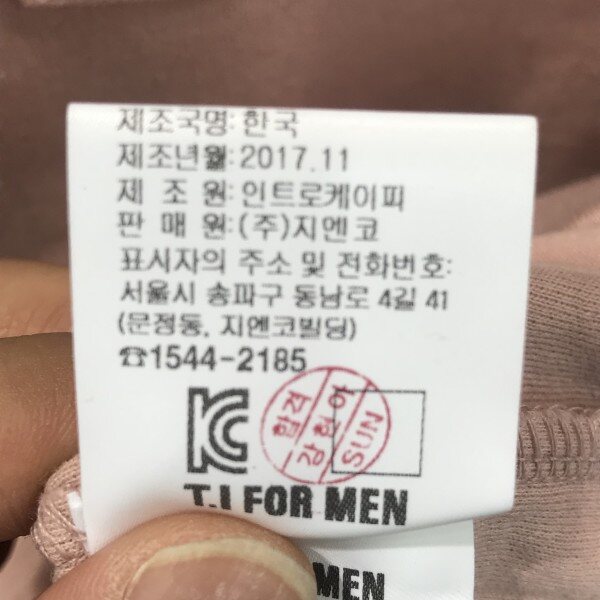 제조국명: 한국
제조년월: 2017.11
제 조 원: 인트로케이피
판 매 원: (주)지엔코
표시자의 주소 및 전화번호:
서울시 송파구 동남로 4길 41
(문정동, 지엔코빌딩)
☎1544-2185
합격
SUN
T.I FOR MEN
MEN